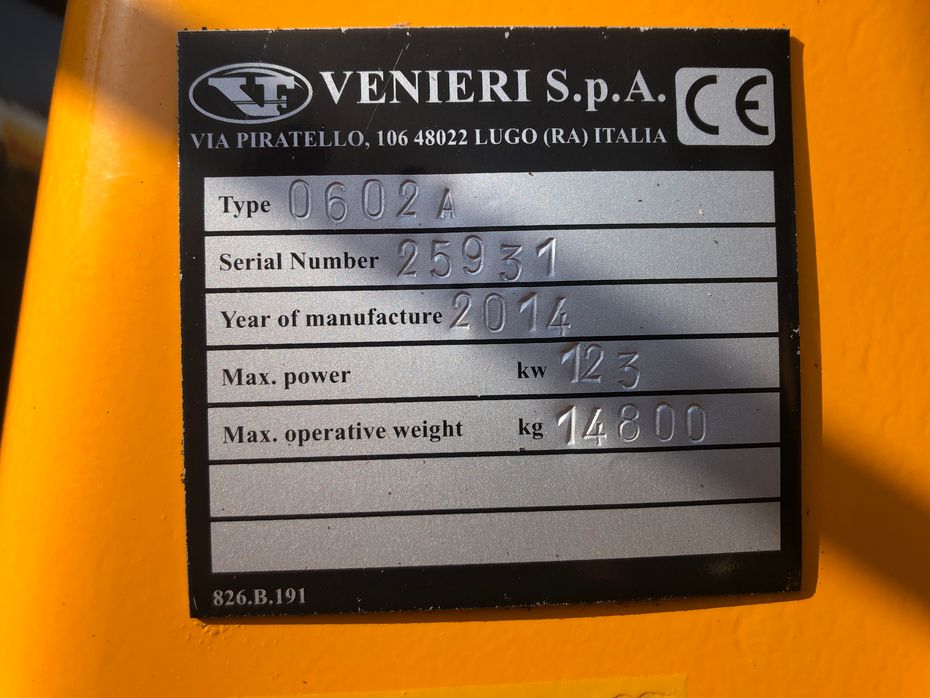 VF VENIERI S.p.A. CE
VIA PIRATELLO, 106 48022 LUGO (RA) ITALIA
Type 0602A
Serial Number 25931
Year of manufacture 2014
Max. power kw 123
Max. operative weight kg 14800
826.B.191